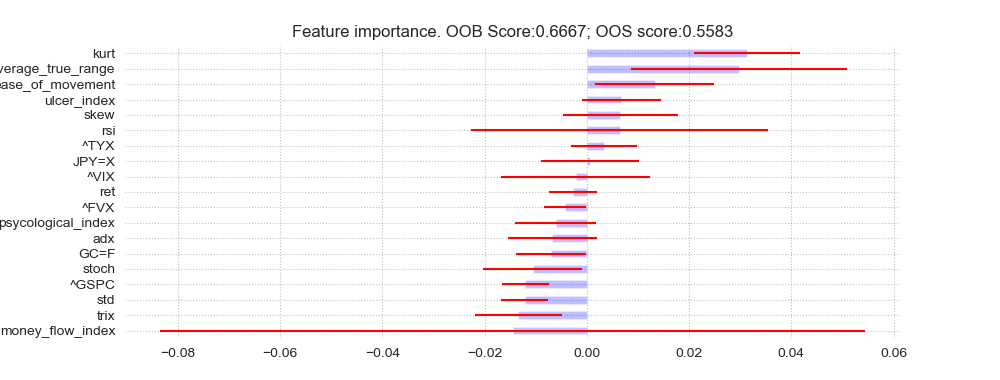 Feature importance. OOB Score:0.6667; OOS score:0.5583
kurt
verage_true_range
ease_of_movement
ulcer_index
skew
rsi
^TYX
JPY=X
^VIX
ret
^FVX
psycological_index
adx
GC=F
stoch
^GSPC
std
trix
money_flow_index
−0.08 −0.06 −0.04 −0.02 0.00 0.02 0.04 0.06